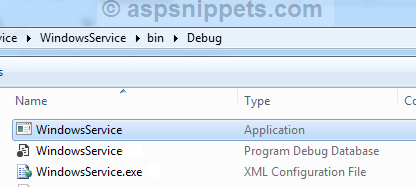 © aspsnippets.com
vice ▸ WindowsService ▸ bin ▸ Debug
s
Name Type
WindowsService Application
WindowsService Program Debug Database
WindowsService.exe XML Configuration File